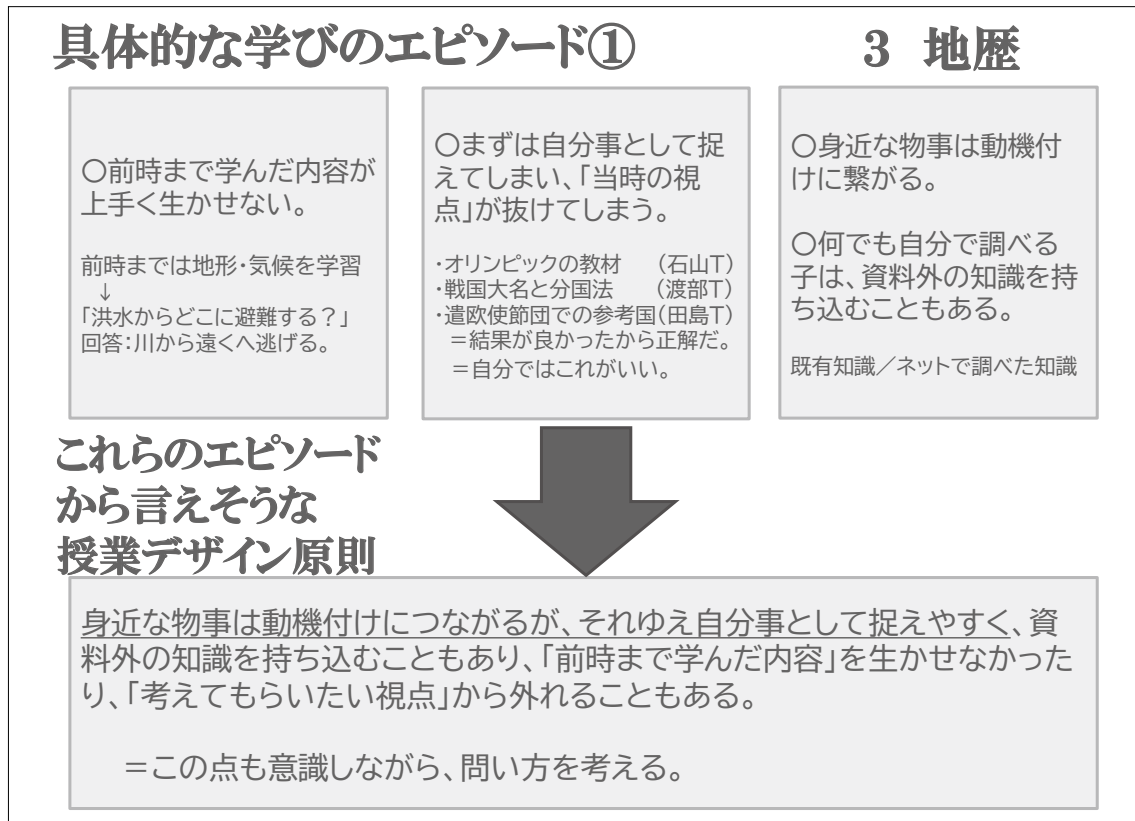 具体的な学びのエピソード①
3 地歴
〇前時まで学んだ内容が
上手く生かせない。
前時までは地形・気候を学習
↓
「洪水からどこに避難する？」
回答：川から遠くへ逃げる。
〇まずは自分事として捉
えてしまい、「当時の視
点」が抜けてしまう。
・オリンピックの教材　（石山T）
・戦国大名と分国法　（渡部T）
・遣欧使節団での参考国（田島T）
＝結果が良かったから正解だ。
＝自分ではこれがいい。
〇身近な物事は動機付
けに繋がる。
〇何でも自分で調べる
子は、資料外の知識を持
ち込むこともある。
既有知識／ネットで調べた知識
これらのエピソード
から言えそうな
授業デザイン原則
身近な物事は動機付けにつながるが、それゆえ自分事として捉えやすく、資
料外の知識を持ち込むこともあり、「前時まで学んだ内容」を生かせなかった
り、「考えてもらいたい視点」から外れることもある。
＝この点も意識しながら、問い方を考える。